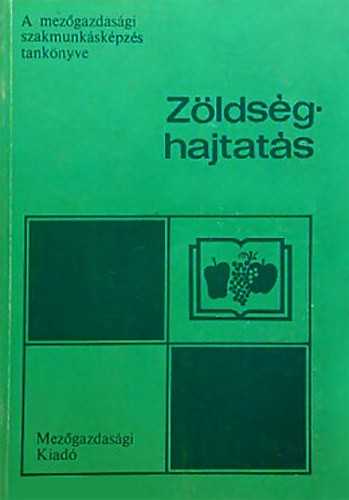 A mezőgazdasági
szakmunkásképzés
tankönyve
Zöldség-
hajtatás
Mezőgazdasági
Kiadó